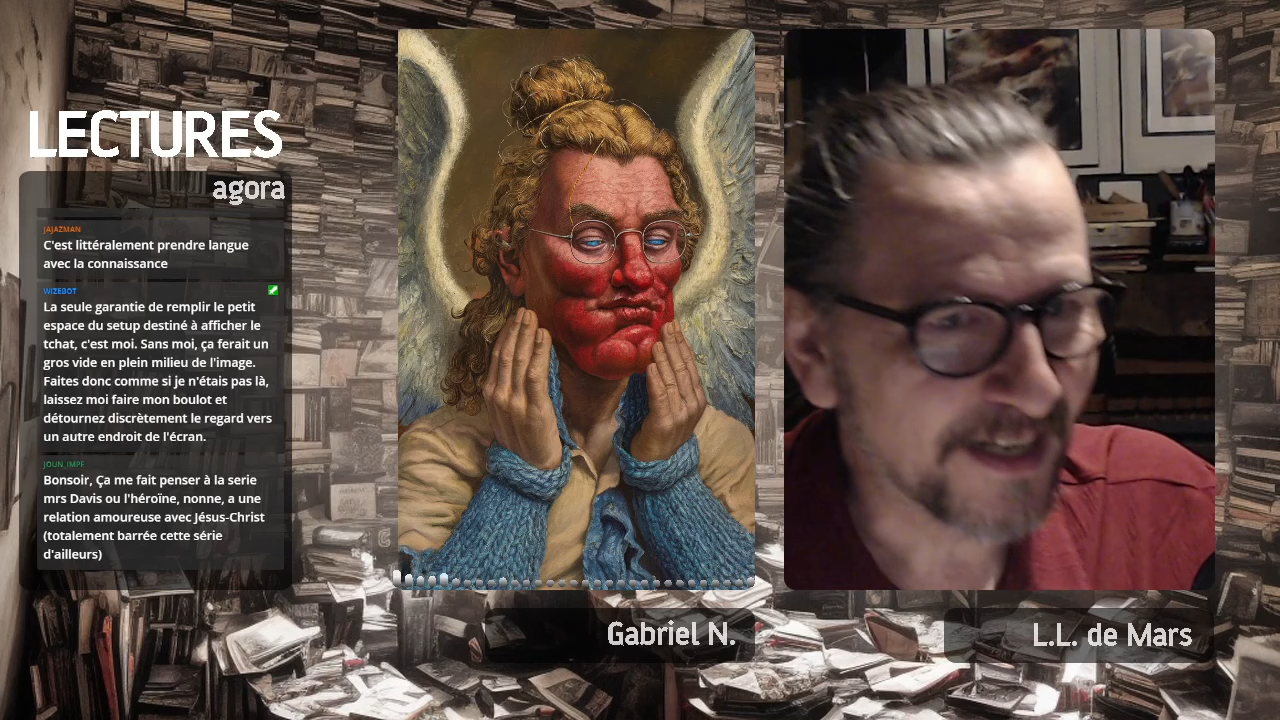 LECTURES
agora
JAJAZMAN
C'est littéralement prendre langue
avec la connaissance
WIZEBOT
La seule garantie de remplir le petit
espace du setup destiné à afficher le
tchat, c'est moi. Sans moi, ça ferait un
gros vide en plein milieu de l'image.
Faites donc comme si je n'étais pas là,
laissez moi faire mon boulot et
détournez discrètement le regard vers
un autre endroit de l'écran.
JOUN_IMPF
Bonsoir, Ça me fait penser à la serie
mrs Davis ou l'héroïne, nonne, a une
relation amoureuse avec Jésus-Christ
(totalement barrée cette série
d'ailleurs)
Gabriel N.
L.L. de Mars